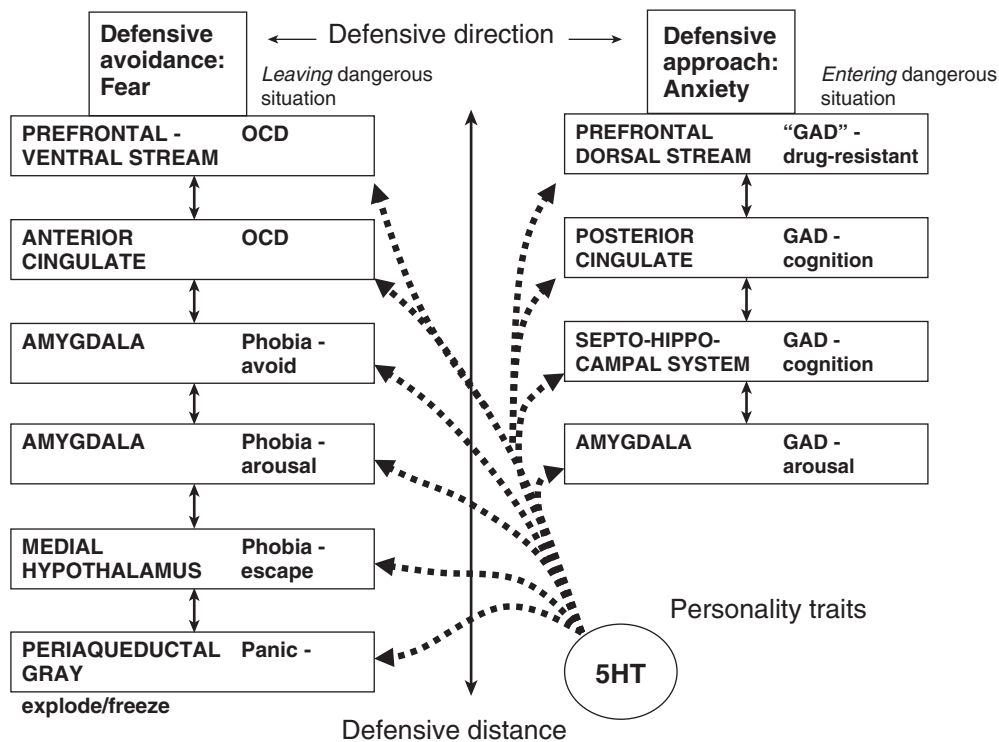 Defensive
avoidance:
Fear
Defensive direction
Defensive
approach:
Anxiety
Leaving dangerous
situation
Entering dangerous
situation
PREFRONTAL - OCD
VENTRAL STREAM
ANTERIOR OCD
CINGULATE
AMYGDALA Phobia -
avoid
AMYGDALA Phobia -
arousal
MEDIAL Phobia -
HYPOTHALAMUS escape
PERIAQUEDUCTAL Panic -
GRAY
explode/freeze
PREFRONTAL “GAD” -
DORSAL STREAM drug-resistant
POSTERIOR GAD -
CINGULATE cognition
SEPTO-HIPPO- GAD -
CAMPAL SYSTEM cognition
AMYGDALA GAD -
arousal
Personality traits
5HT
Defensive distance